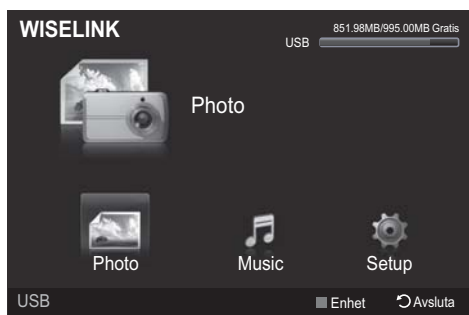 WISELINK
851.98MB/995.00MB Gratis
USB
Photo
Photo Music Setup
USB Enhet Avsluta